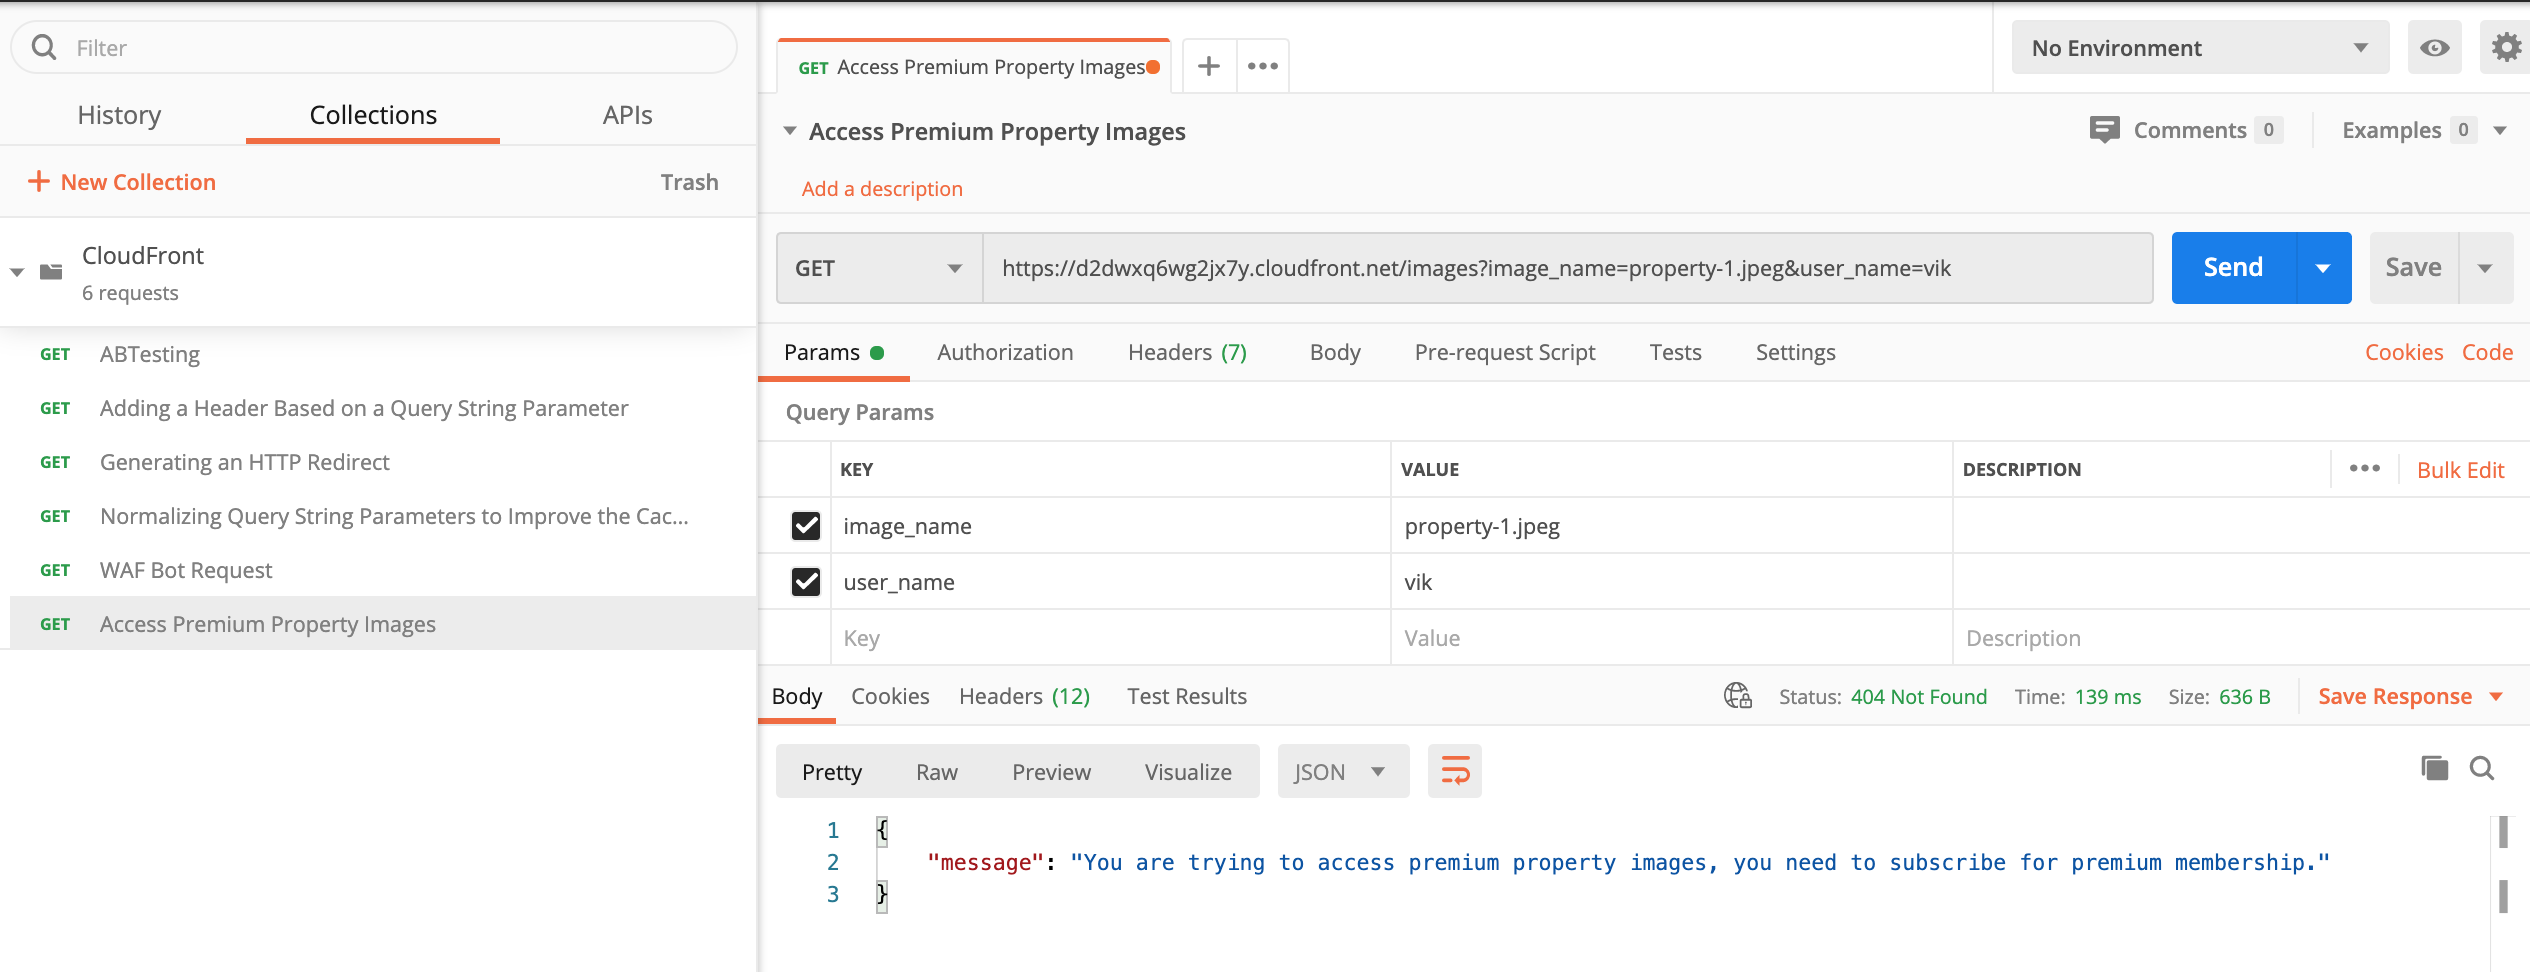 Filter
History Collections APIs
+ New Collection Trash
CloudFront
6 requests
GET ABTesting
GET Adding a Header Based on a Query String Parameter
GET Generating an HTTP Redirect
GET Normalizing Query String Parameters to Improve the Cac...
GET WAF Bot Request
GET Access Premium Property Images
GET Access Premium Property Images + ••• No Environment
Access Premium Property Images Comments 0 Examples 0
Add a description
GET https://d2dwxq6wg2jx7y.cloudfront.net/images?image_name=property-1.jpeg&user_name=vik Send Save
Params Authorization Headers (7) Body Pre-request Script Tests Settings Cookies Code
Query Params
KEY VALUE DESCRIPTION ••• Bulk Edit
image_name property-1.jpeg
user_name vik
Key Value Description
Body Cookies Headers (12) Test Results Status: 404 Not Found Time: 139 ms Size: 636 B Save Response
Pretty Raw Preview Visualize JSON
1 {
2 "message": "You are trying to access premium property images, you need to subscribe for premium membership."
3 }